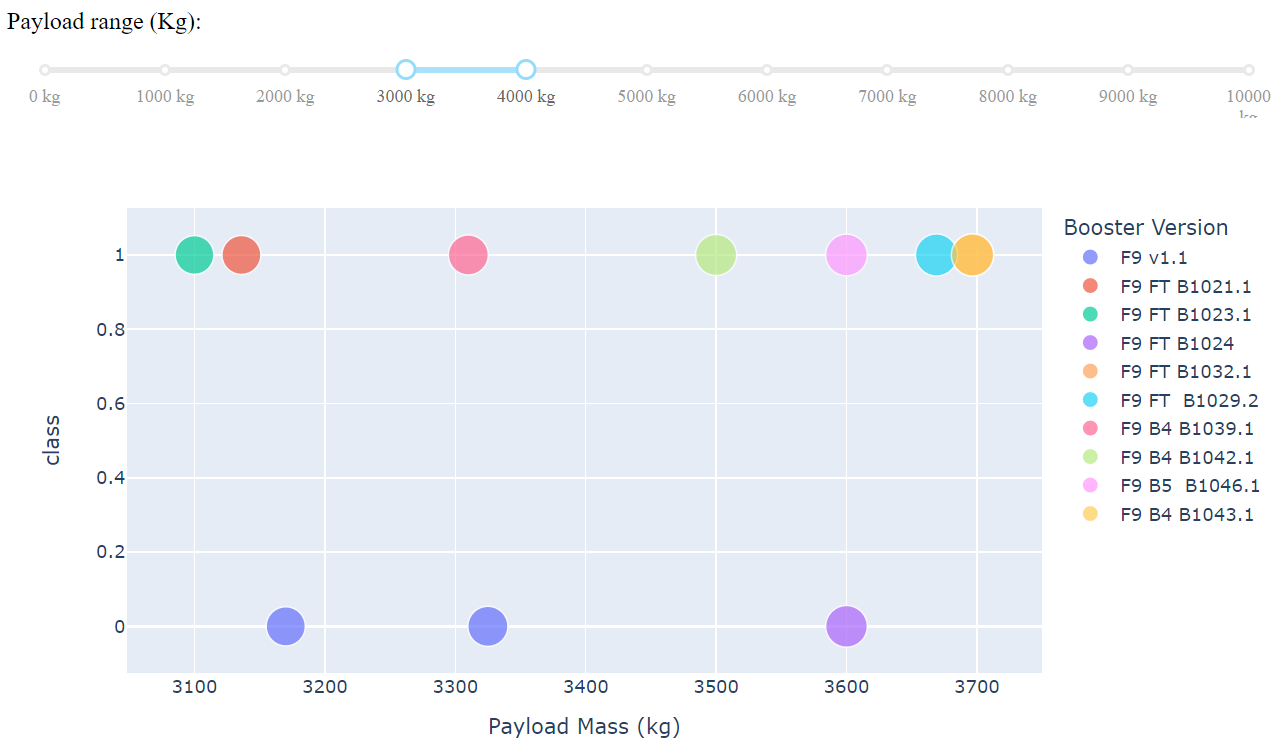 Payload range (Kg):
0 kg 1000 kg 2000 kg 3000 kg 4000 kg 5000 kg 6000 kg 7000 kg 8000 kg 9000 kg 10000
kg
Booster Version
F9 v1.1
F9 FT B1021.1
F9 FT B1023.1
F9 FT B1024
F9 FT B1032.1
F9 FT  B1029.2
F9 B4 B1039.1
F9 B4 B1042.1
F9 B5  B1046.1
F9 B4 B1043.1
1
0.8
0.6
0.4
0.2
0
class
3100 3200 3300 3400 3500 3600 3700
Payload Mass (kg)